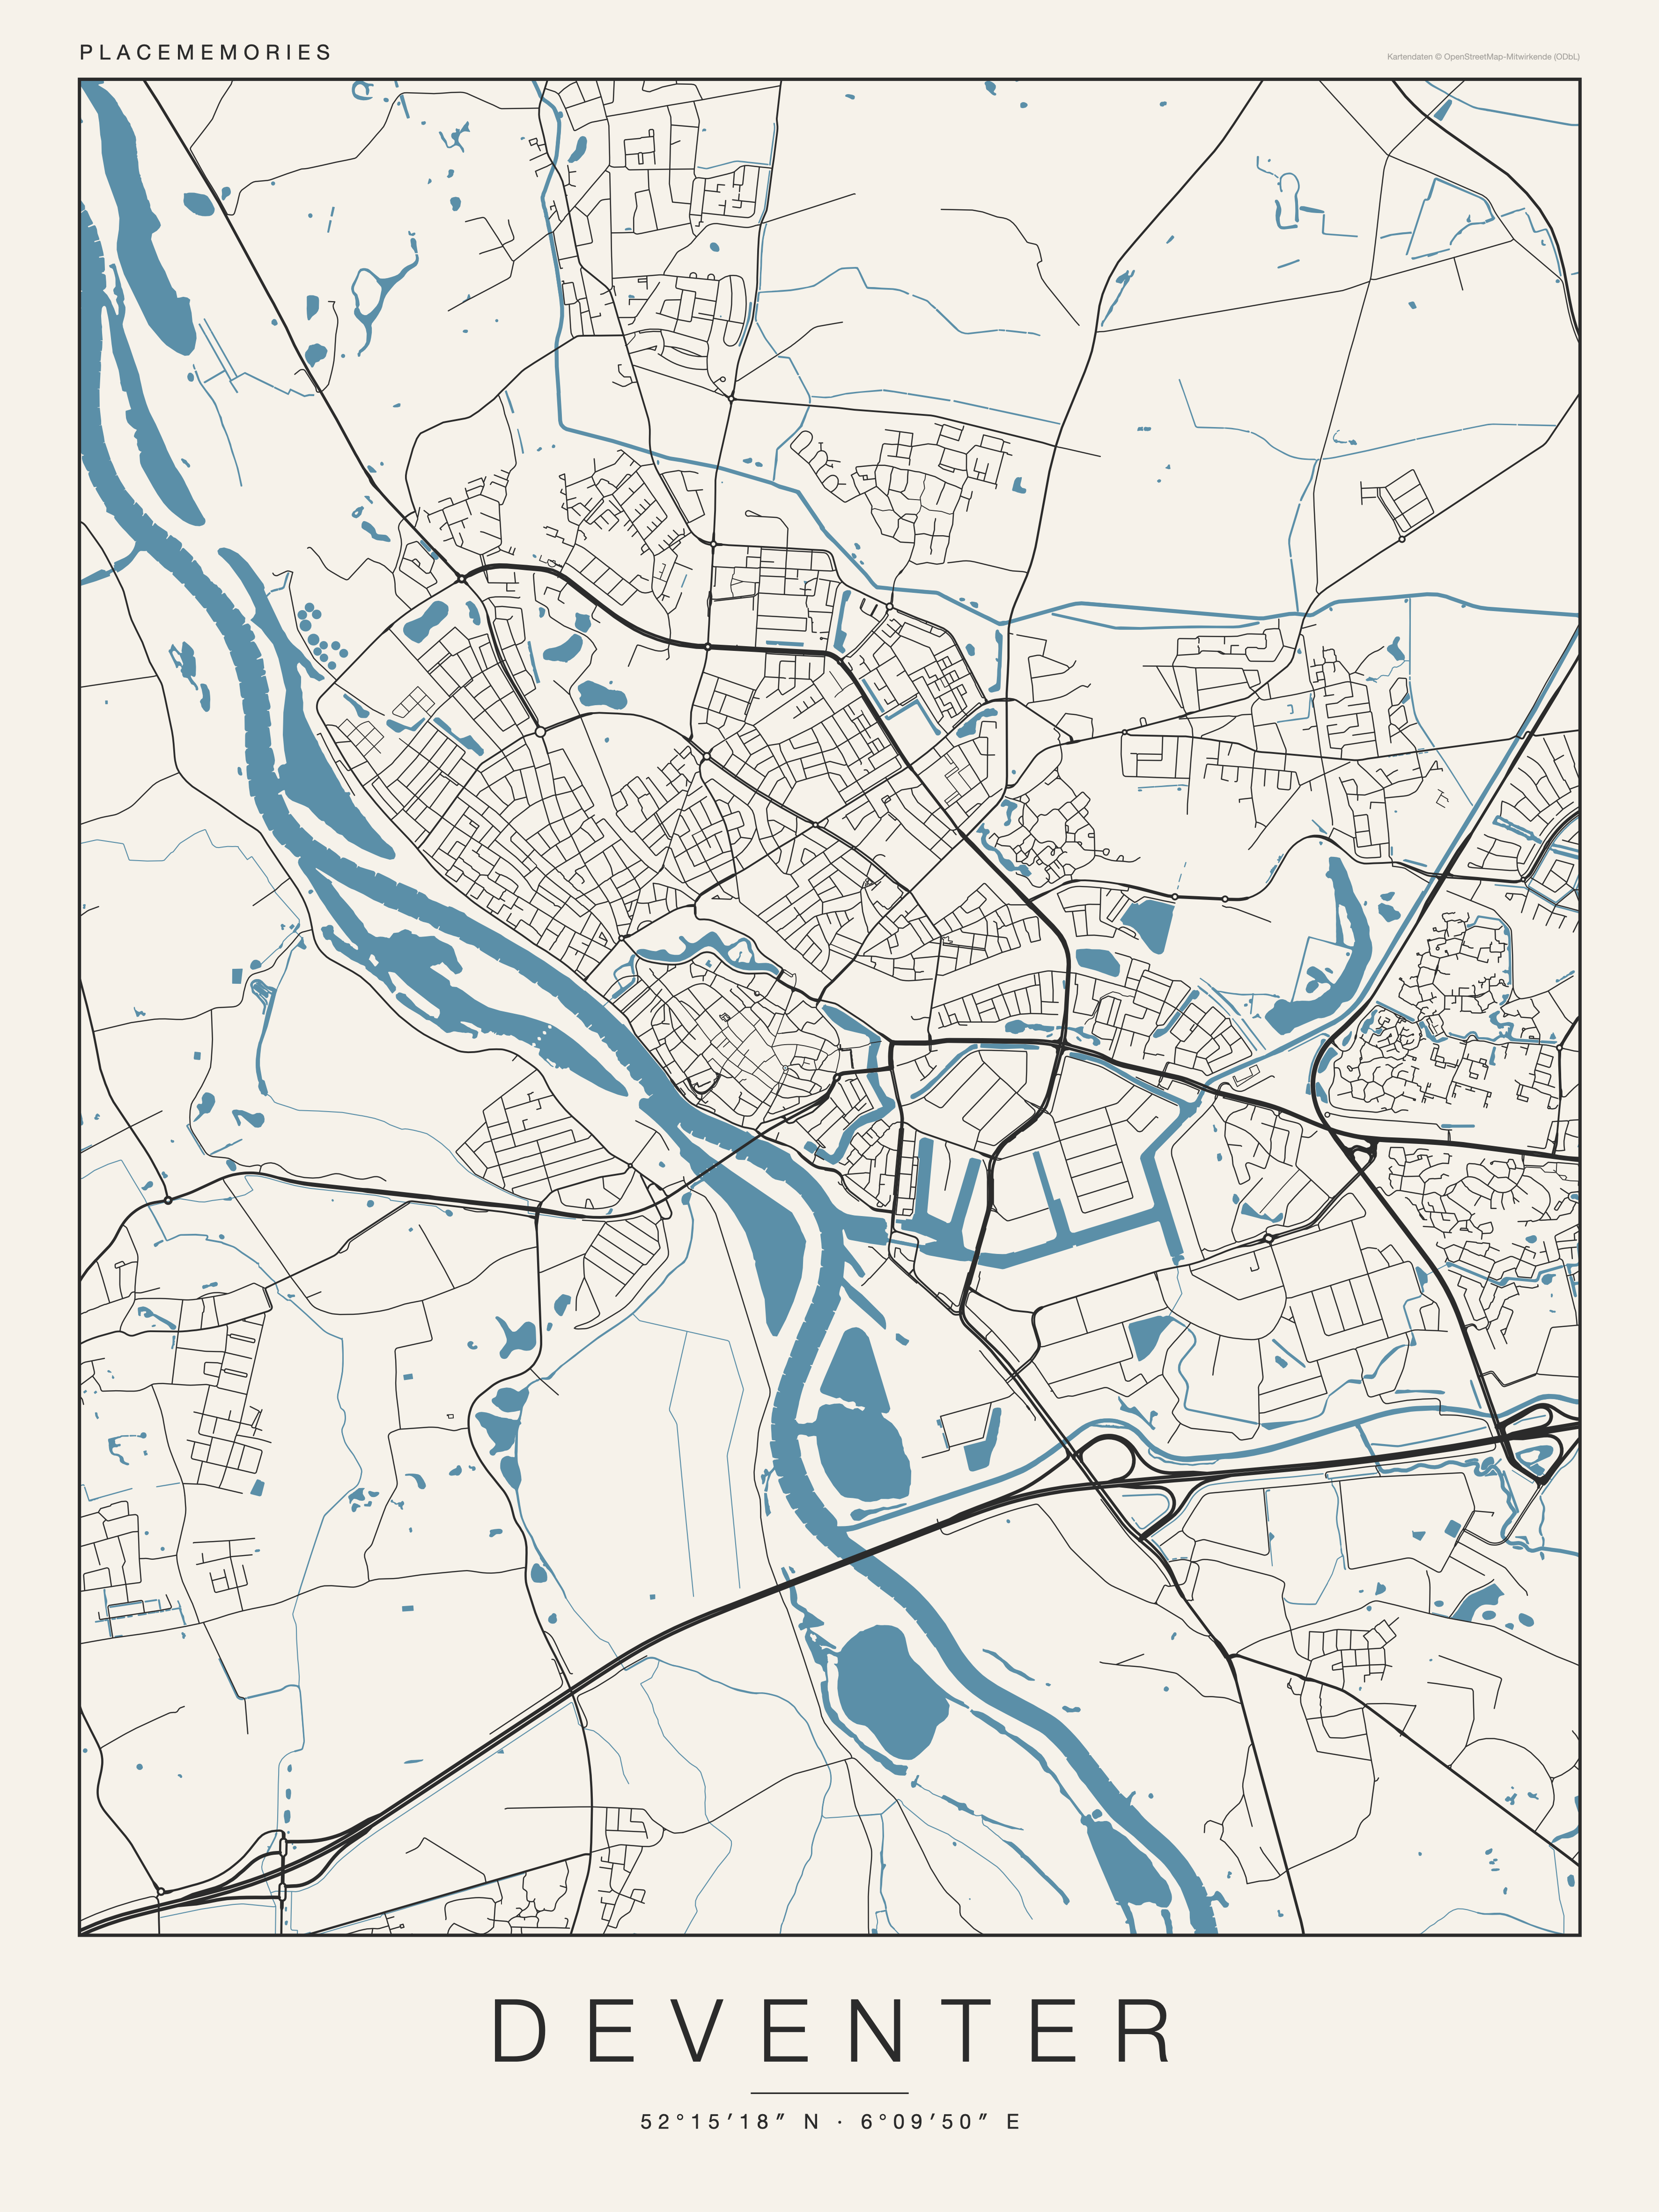 PLACEMEMORIES
Kartendaten © OpenStreetMap-Mitwirkende (ODbL)
DEVENTER
52°15′18″ N · 6°09′50″ E